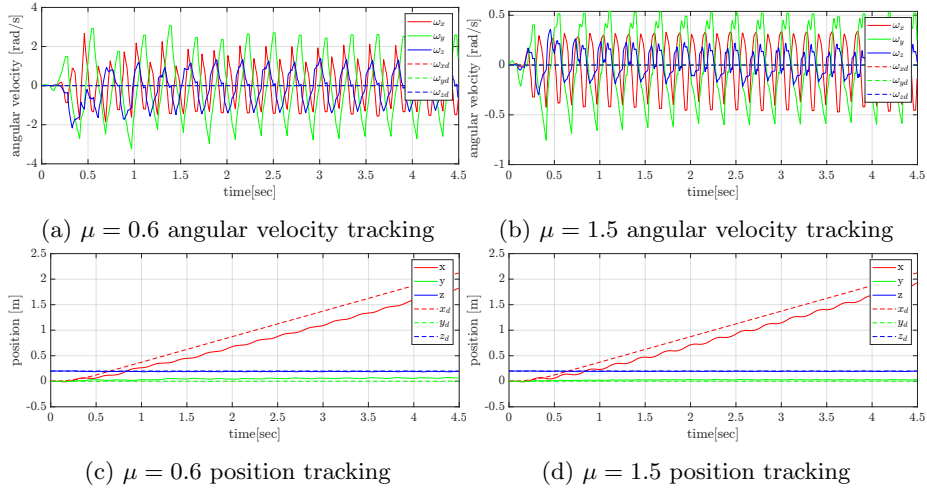 angular velocity [rad/s]
4
2
0
-2
-4
0 0.5 1 1.5 2 2.5 3 3.5 4 4.5
time[sec]
ω_x
ω_y
ω_z
ω_xd
ω_yd
ω_zd
(a) μ = 0.6 angular velocity tracking
angular velocity [rad/s]
0.5
0
-0.5
-1
0 0.5 1 1.5 2 2.5 3 3.5 4 4.5
time[sec]
ω_x
ω_y
ω_z
ω_xd
ω_yd
ω_zd
(b) μ = 1.5 angular velocity tracking
position [m]
2.5
2
1.5
1
0.5
0
-0.5
0 0.5 1 1.5 2 2.5 3 3.5 4 4.5
time[sec]
x
y
z
x_d
y_d
z_d
(c) μ = 0.6 position tracking
position [m]
2.5
2
1.5
1
0.5
0
-0.5
0 0.5 1 1.5 2 2.5 3 3.5 4 4.5
time[sec]
x
y
z
x_d
y_d
z_d
(d) μ = 1.5 position tracking